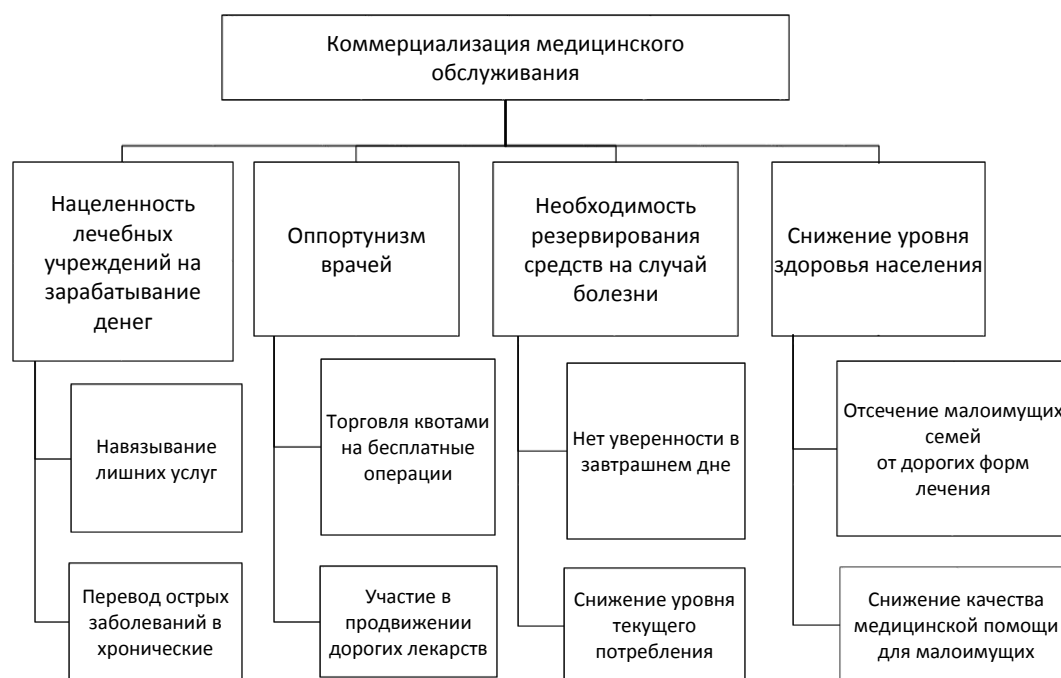 Коммерциализация медицинского
обслуживания
Нацеленность
лечебных
учреждений на
зарабатывание
денег
Навязывание
лишних услуг
Перевод острых
заболеваний в
хронические
Оппортунизм
врачей
Торговля квотами
на бесплатные
операции
Участие в
продвижении
дорогих лекарств
Необходимость
резервирования
средств на случай
болезни
Нет уверенности в
завтрашнем дне
Снижение уровня
текущего
потребления
Снижение уровня
здоровья населения
Отсечение малоимущих
семей
от дорогих форм
лечения
Снижение качества
медицинской помощи
для малоимущих